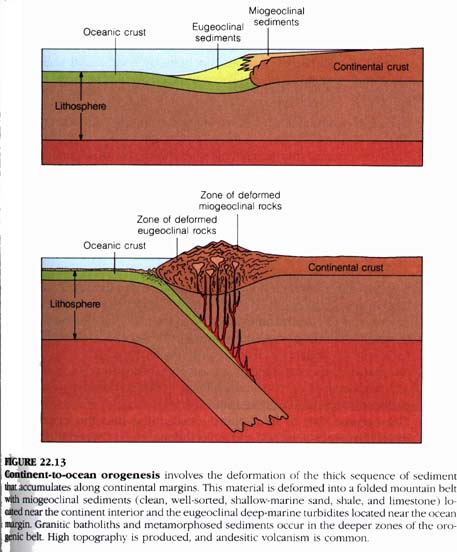 Miogeoclinal
sediments
Eugeoclinal
sediments
Oceanic crust
Continental crust
Lithosphere
Zone of deformed
miogeoclinal rocks
Zone of deformed
eugeoclinal rocks
Oceanic crust
Continental crust
Lithosphere
FIGURE 22.13
Continent-to-ocean orogenesis involves the deformation of the thick sequence of sediment
that accumulates along continental margins. This material is deformed into a folded mountain belt
with miogeoclinal sediments (clean, well-sorted, shallow-marine sand, shale, and limestone) lo-
cated near the continent interior and the eugeoclinal deep-marine turbidites located near the ocean
margin. Granitic batholiths and metamorphosed sediments occur in the deeper zones of the oro-
genic belt. High topography is produced, and andesitic volcanism is common.